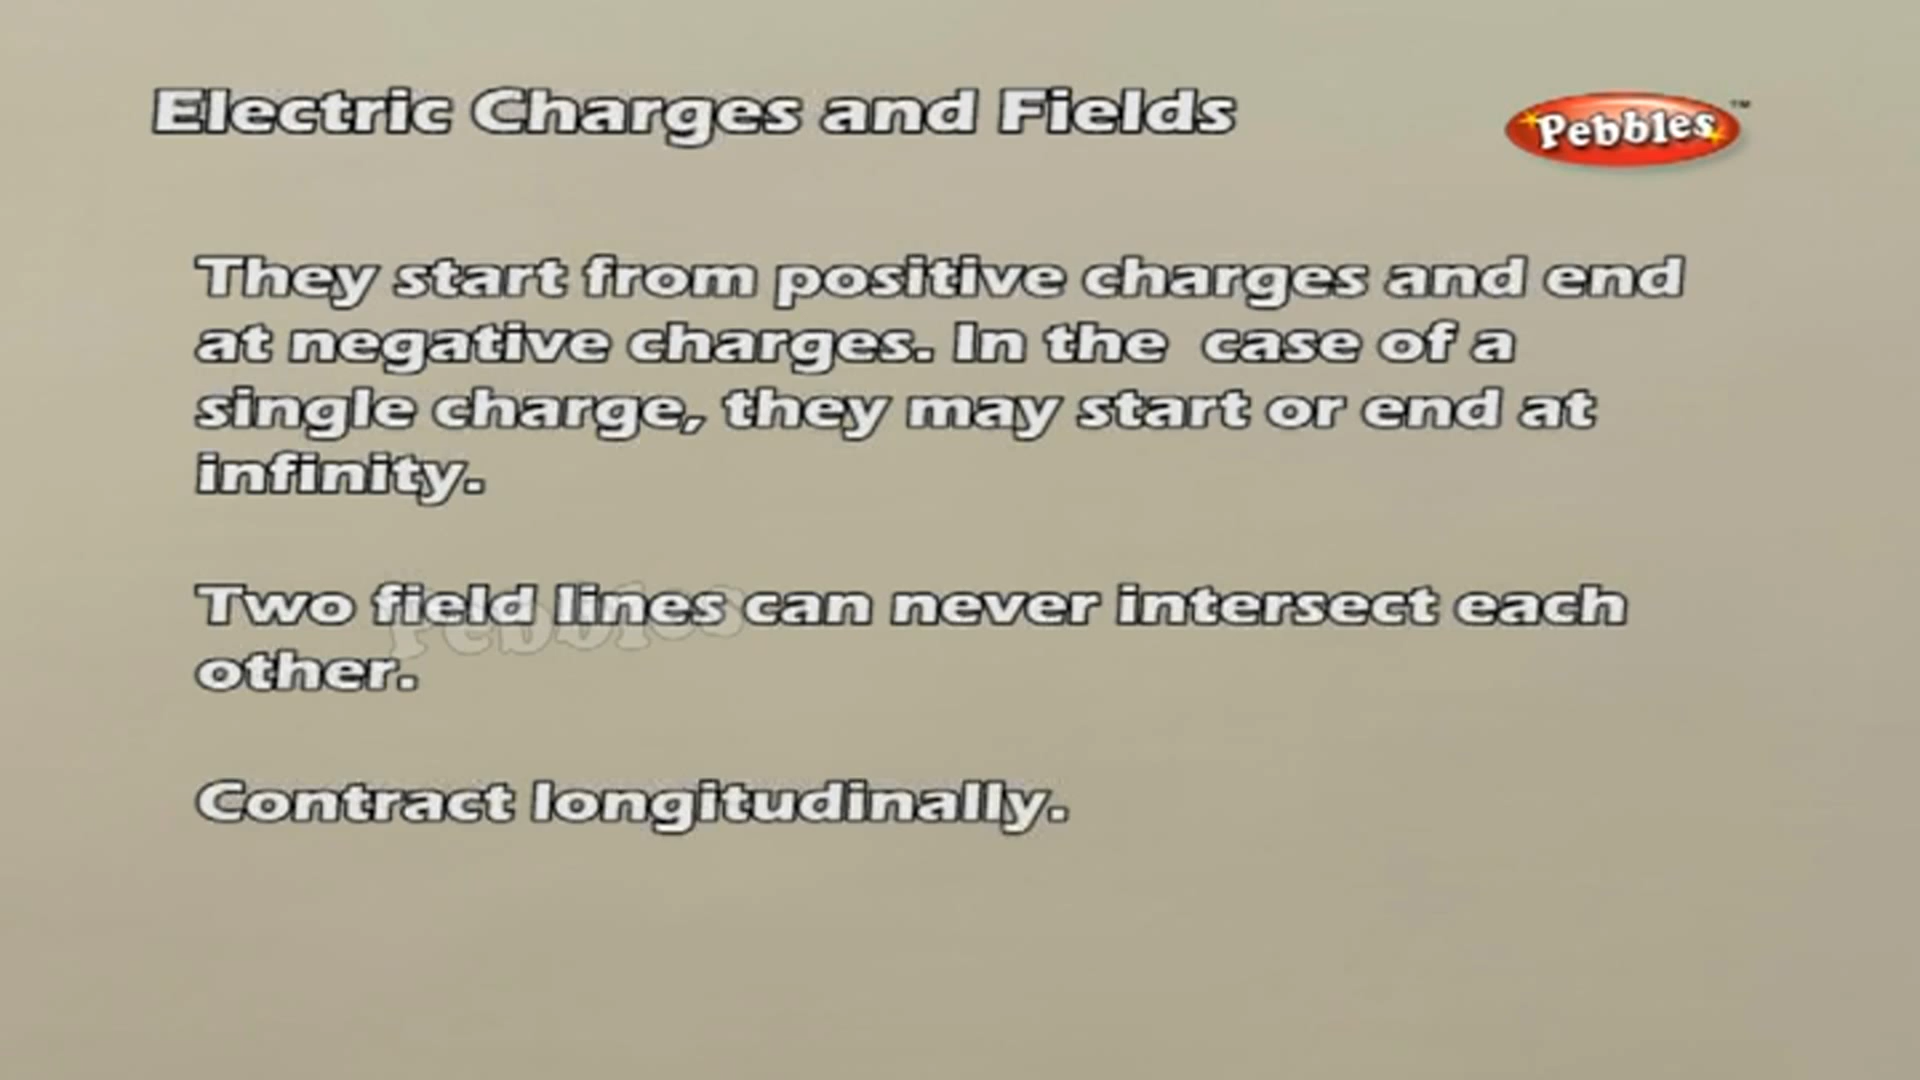 Electric Charges and Fields
Pebbles™
They start from positive charges and end
at negative charges. In the case of a
single charge, they may start or end at
infinity.
Two field lines can never intersect each
other.
Contract longitudinally.
Pebbles